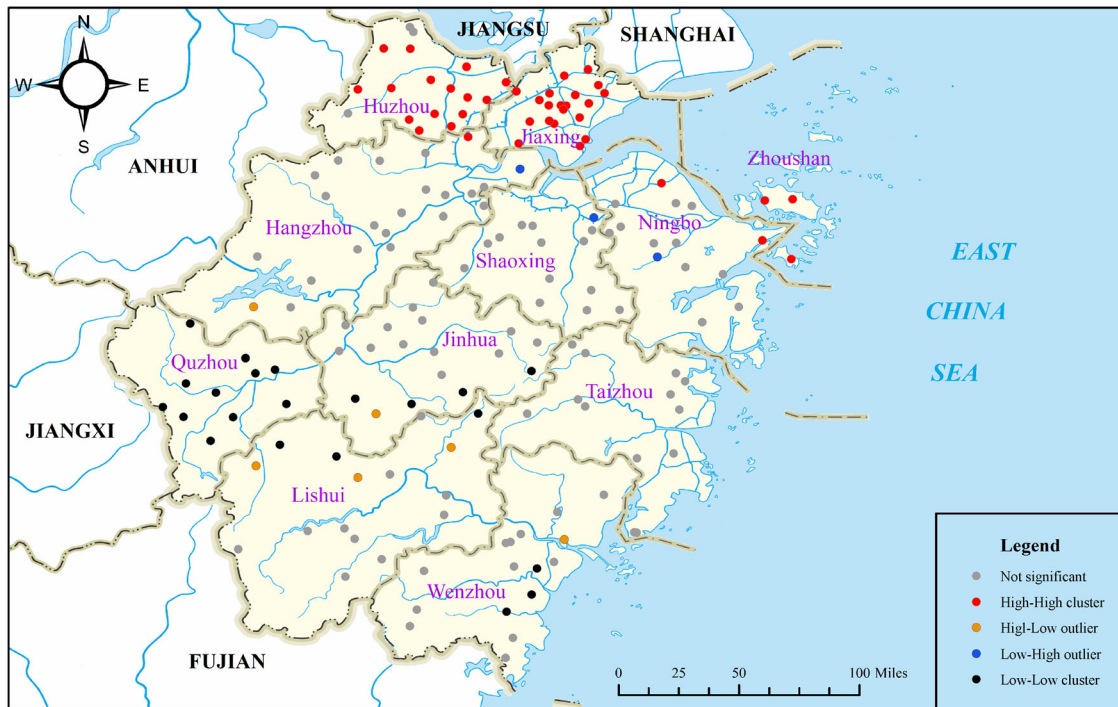 JIANGSU
SHANGHAI
N
W
E
S
ANHUI
Huzhou
Jiaxing
Zhoushan
Hangzhou
Ningbo
Shaoxing
EAST
CHINA
SEA
Quzhou
Jinhua
Taizhou
JIANGXI
Lishui
Wenzhou
FUJIAN
Legend
Not significant
High-High cluster
Higl-Low outlier
Low-High outlier
Low-Low cluster
0 25 50 100 Miles